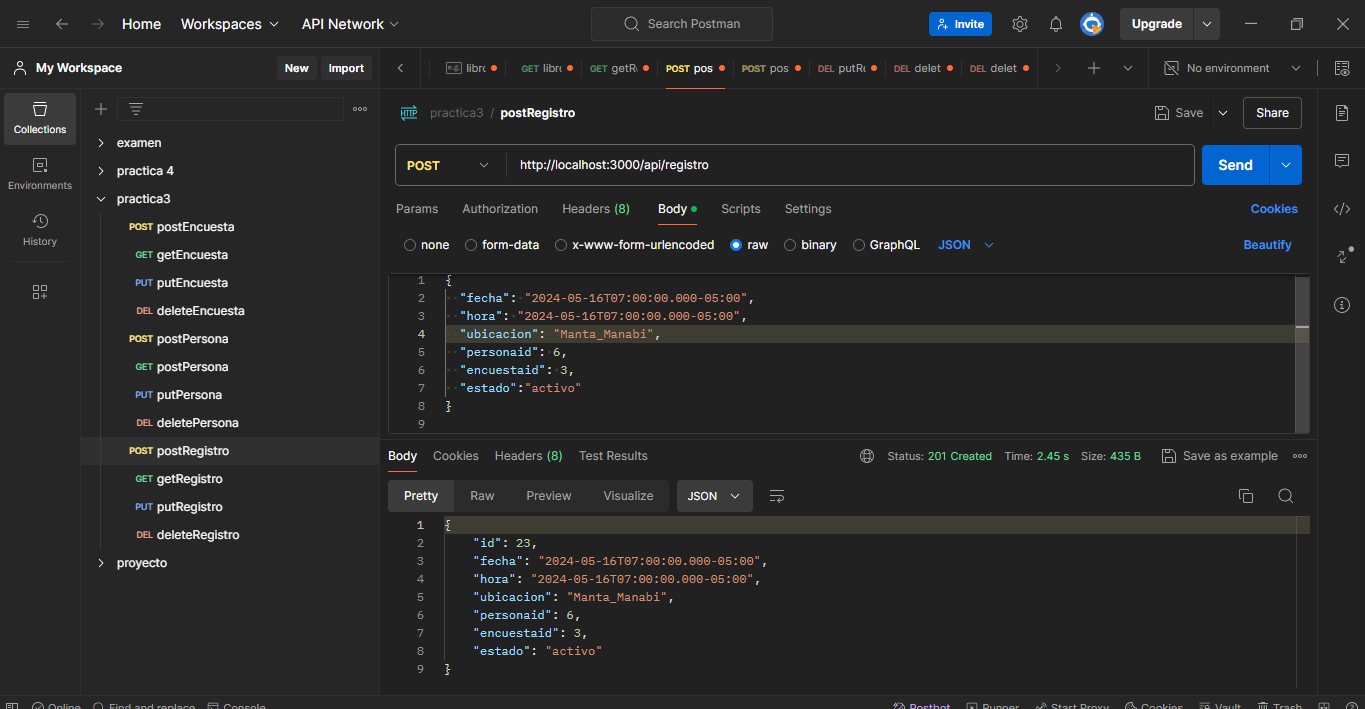 Home Workspaces API Network Search Postman Invite Upgrade
My Workspace New Import
GET GET getR POST pos POST pos DEL putR DEL delet DEL delet No environment
Collections
Environments
History
examen
practica 4
practica3
POST postEncuesta
GET getEncuesta
PUT putEncuesta
DEL deleteEncuesta
POST postPersona
GET postPersona
PUT putPersona
DEL deletePersona
POST postRegistro
GET getRegistro
PUT putRegistro
DEL deleteRegistro
proyecto
HTTP practica3 / postRegistro Save Share
POST http://localhost:3000/api/registro Send
Params Authorization Headers (8) Body Scripts Settings Cookies
none form-data x-www-form-urlencoded raw binary GraphQL JSON Beautify
1 {
2 "fecha": "2024-05-16T07:00:00.000-05:00",
3 "hora": "2024-05-16T07:00:00.000-05:00",
4 "ubicacion": "Manta_Manabi",
5 "personaid": 6,
6 "encuestaid": 3,
7 "estado":"activo"
8 }
9
Body Cookies Headers (8) Test Results Status: 201 Created Time: 2.45 s Size: 435 B Save as example
Pretty Raw Preview Visualize JSON
1 {
2 "id": 23,
3 "fecha": "2024-05-16T07:00:00.000-05:00",
4 "hora": "2024-05-16T07:00:00.000-05:00",
5 "ubicacion": "Manta_Manabi",
6 "personaid": 6,
7 "encuestaid": 3,
8 "estado": "activo"
9 }
Online Find and replace Console Postbot Runner Start Proxy Cookies Vault Trash